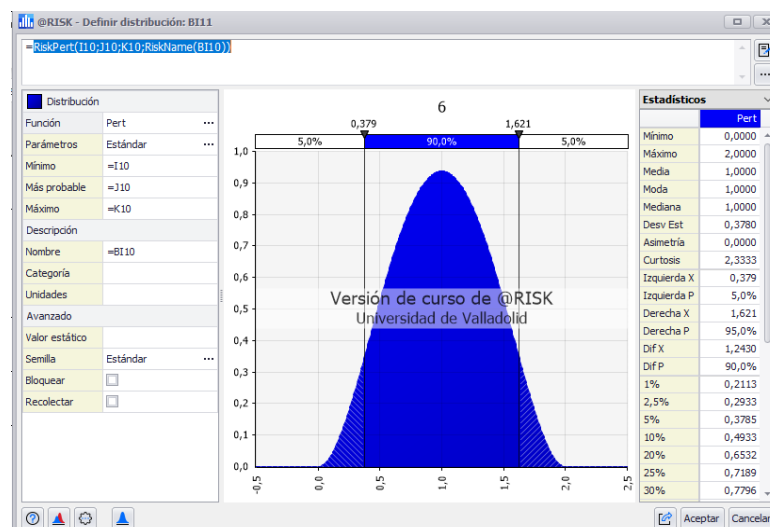 @RISK - Definir distribución: BI11
=RiskPert(I10;J10;K10;RiskName(BI10))
Distribución
Función Pert ...
Parámetros Estándar ...
Mínimo =I10
Más probable =J10
Máximo =K10
Descripción
Nombre =BI10
Categoría
Unidades
Avanzado
Valor estático
Semilla Estándar ...
Bloquear
Recolectar
6
0,379 1,621
5,0% 90,0% 5,0%
1,0
0,9
0,8
0,7
0,6
0,5
0,4
0,3
0,2
0,1
0,0
-0,5 0,0 0,5 1,0 1,5 2,0 2,5
Versión de curso de @RISK
Universidad de Valladolid
Estadísticos
Pert
Mínimo 0,0000
Máximo 2,0000
Media 1,0000
Moda 1,0000
Mediana 1,0000
Desv Est 0,3780
Asimetría 0,0000
Curtosis 2,3333
Izquierda X 0,379
Izquierda P 5,0%
Derecha X 1,621
Derecha P 95,0%
Dif X 1,2430
Dif P 90,0%
1% 0,2113
2,5% 0,2933
5% 0,3785
10% 0,4933
20% 0,6532
25% 0,7189
30% 0,7796
Aceptar Cancelar